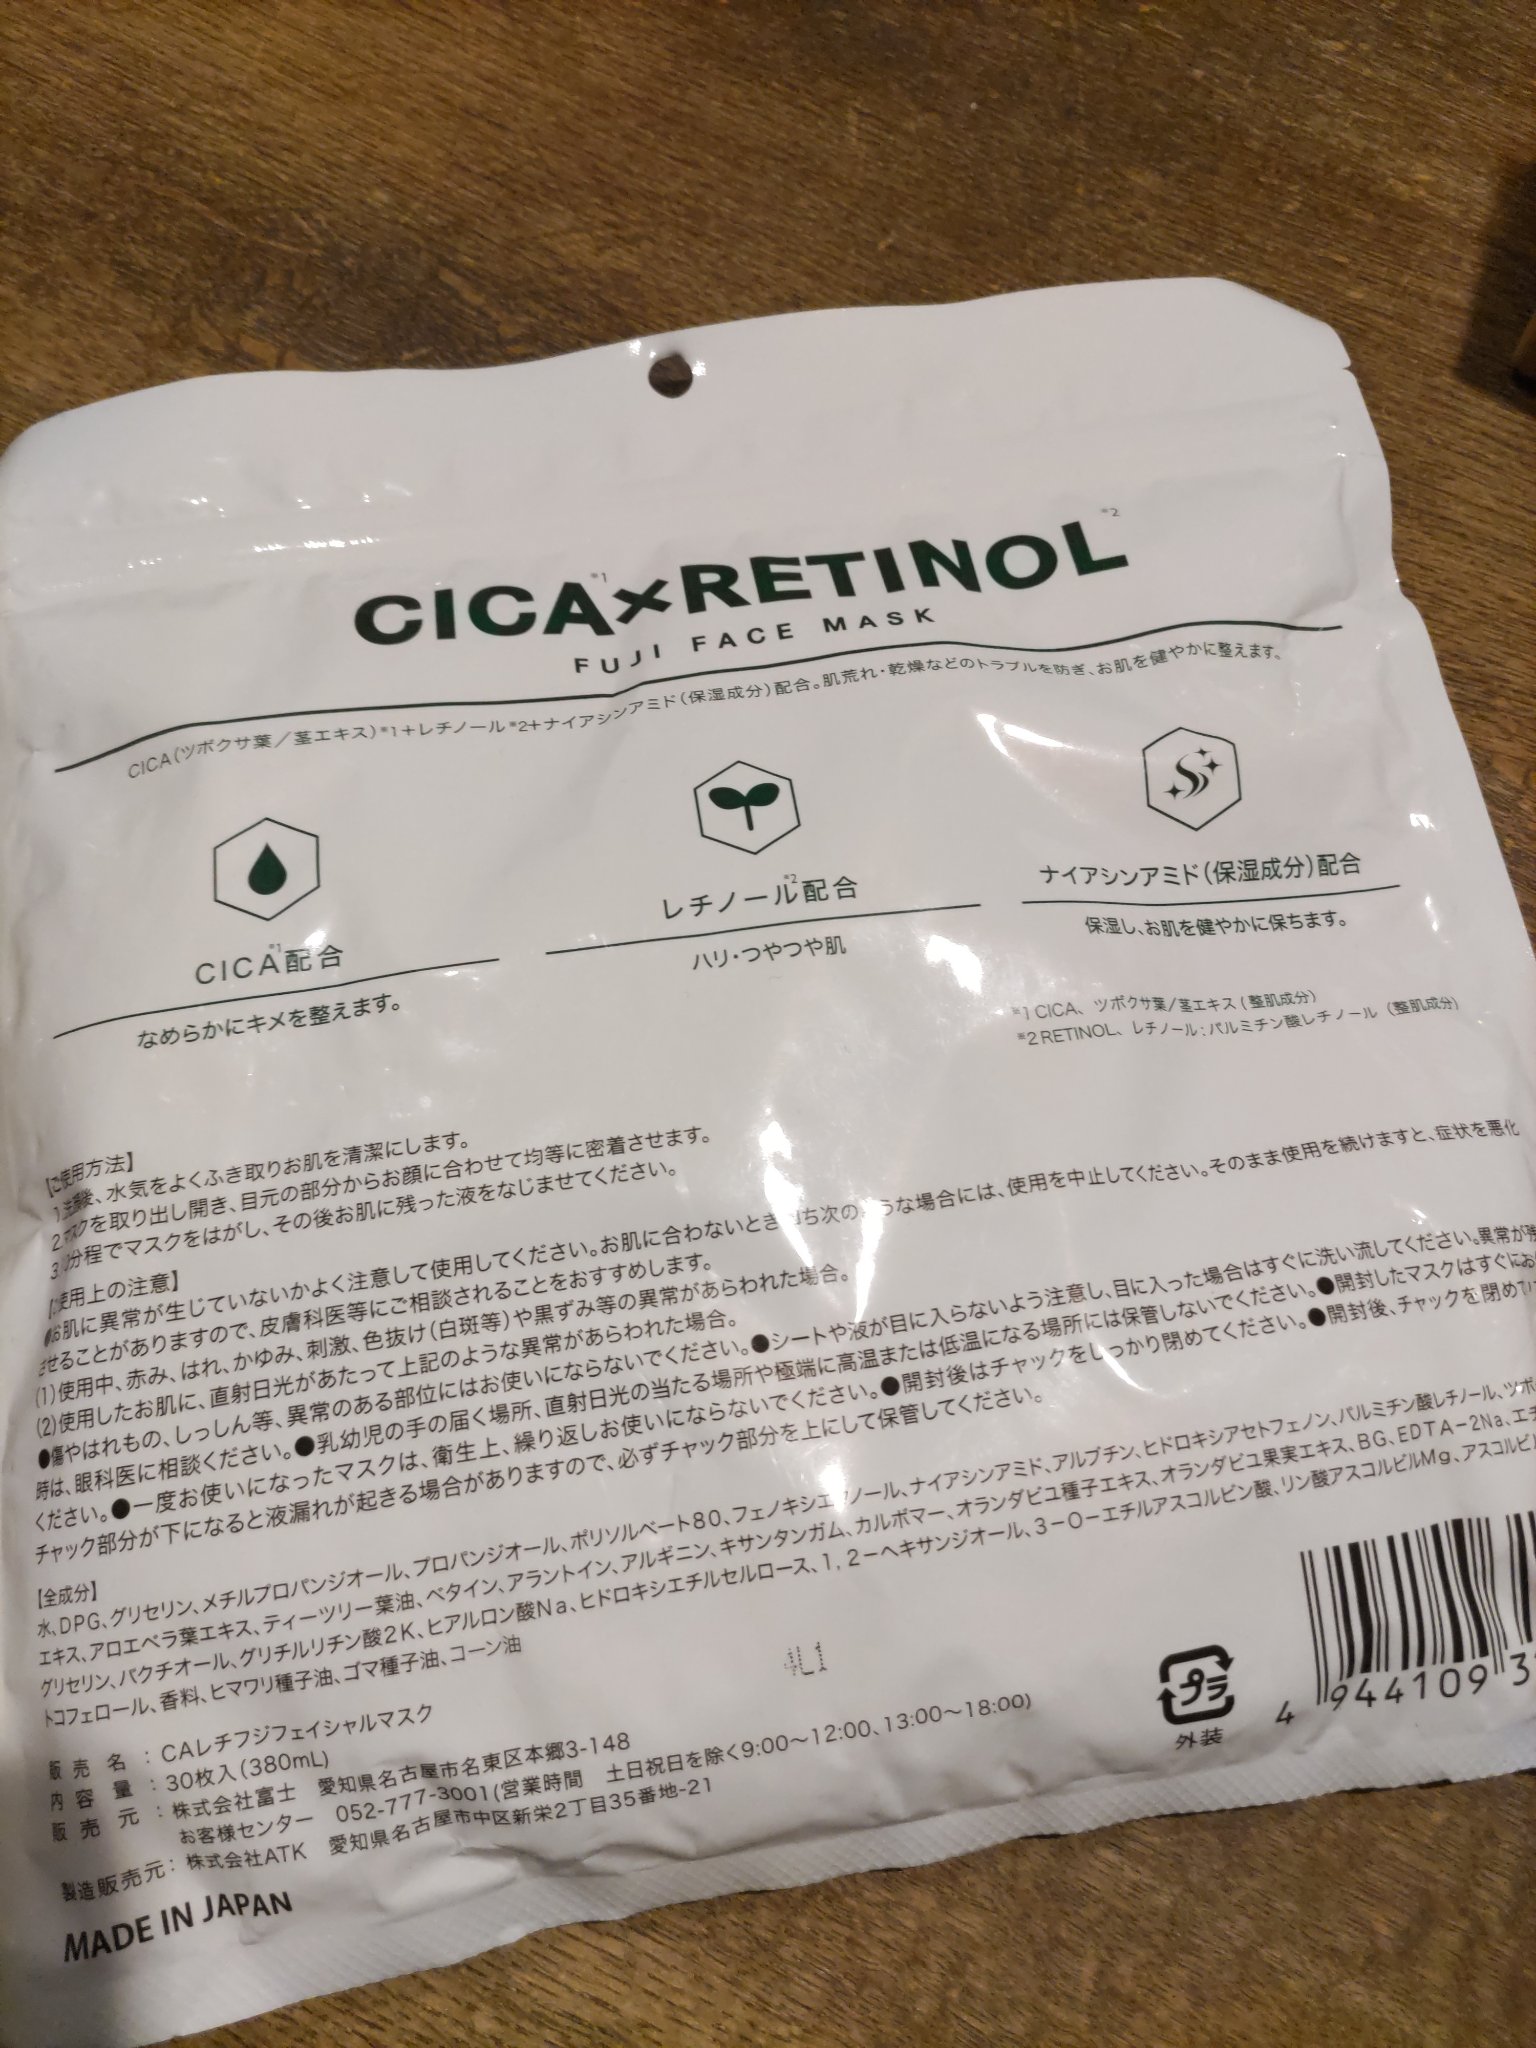 CICA※1×RETINOL※2
FUJI FACE MASK
CICA(ツボクサ葉/茎エキス)※1+レチノール※2+ナイアシンアミド(保湿成分)配合。肌荒れ・乾燥などのトラブルを防ぎ、お肌を健やかに整えます。
CICA※1配合
なめらかにキメを整えます。
レチノール※2配合
ハリ・つやつや肌
ナイアシンアミド(保湿成分)配合
保湿し、お肌を健やかに保ちます。
※1 CICA、ツボクサ葉/茎エキス(整肌成分)
※2 RETINOL、レチノール:パルミチン酸レチノール(整肌成分)
【ご使用方法】
1.洗顔後、水気をよくふき取りお肌を清潔にします。
2.マスクを取り出し開き、目元の部分からお顔に合わせて均等に密着させます。
分程でマスクをはがし、その後お肌に残った液をなじませてください。
【使用上の注意】
●お肌に異常が生じていないかよく注意して使用してください。お肌に合わないとき即ち次のような場合には、使用を中止してください。そのまま使用を続けますと、症状を悪化
させることがありますので、皮膚科医等にご相談されることをおすすめします。
(1)使用中、赤み、はれ、かゆみ、刺激、色抜け(白斑等)や黒ずみ等の異常があらわれた場合。
(2)使用したお肌に、直射日光があたって上記のような異常があらわれた場合。
●傷やはれもの、しっしん等、異常のある部位にはお使いにならないでください。●シートや液が目に入らないよう注意し、目に入った場合はすぐに洗い流してください。異常が残
時は、眼科医に相談ください。●乳幼児の手の届く場所、直射日光の当たる場所や極端に高温または低温になる場所には保管しないでください。●開封したマスクはすぐにお
ください。●一度お使いになったマスクは、衛生上、繰り返しお使いにならないでください。●開封後はチャックをしっかり閉めてください。●開封後、チャックを閉めて
チャック部分が下になると液漏れが起きる場合がありますので、必ずチャック部分を上にして保管してください。
【全成分】
水、DPG、グリセリン、メチルプロパンジオール、プロパンジオール、ポリソルベート80、フェノキシエタノール、ナイアシンアミド、アルブチン、ヒドロキシアセトフェノン、パルミチン酸レチノール、ツボ
エキス、アロエベラ葉エキス、ティーツリー葉油、ベタイン、アラントイン、アルギニン、キサンタンガム、カルボマー、オランダビユ種子エキス、オランダビユ果実エキス、BG、EDTA-2Na、エチ
グリセリン、バクチオール、グリチルリチン酸2K、ヒアルロン酸Na、ヒドロキシエチルセルロース、1,2-ヘキサンジオール、3-O-エチルアスコルビン酸、リン酸アスコルビルMg、アスコルビル
トコフェロール、香料、ヒマワリ種子油、ゴマ種子油、コーン油
4L1
販売名:CAレチフジフェイシャルマスク
内容量:30枚入(380mL)
販売元:株式会社富士 愛知県名古屋市名東区本郷3-148
お客様センター 052-777-3001(営業時間 土日祝日を除く9:00〜12:00、13:00〜18:00)
製造販売元:株式会社ATK 愛知県名古屋市中区新栄2丁目35番地-21
MADE IN JAPAN
プラ
外装
4 944109 3